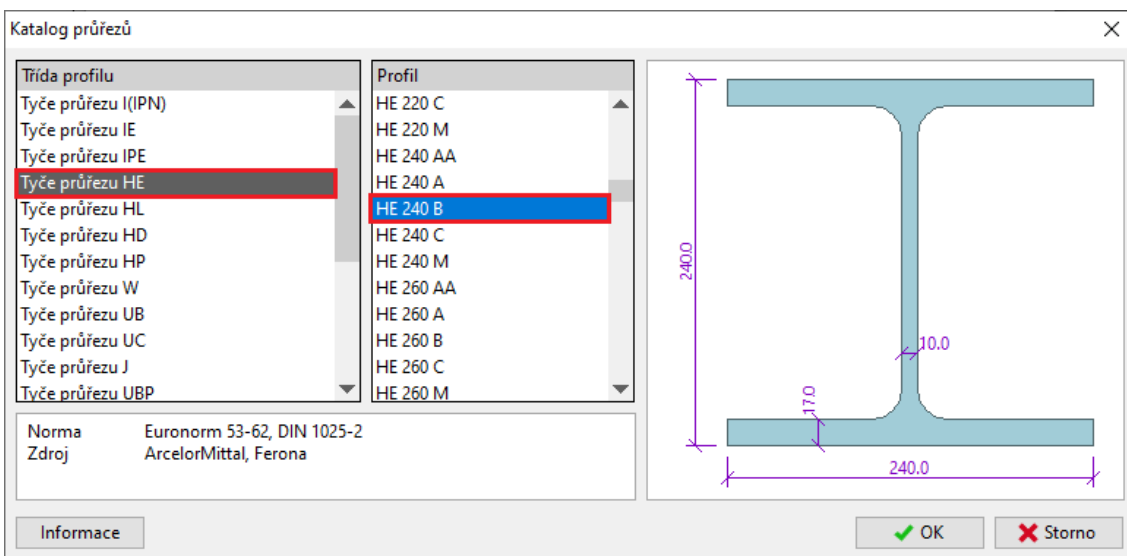 Katalog průřezů
Třída profilu
Tyče průřezu I(IPN)
Tyče průřezu IE
Tyče průřezu IPE
Tyče průřezu HE
Tyče průřezu HL
Tyče průřezu HD
Tyče průřezu HP
Tyče průřezu W
Tyče průřezu UB
Tyče průřezu UC
Tyče průřezu J
Tyče průřezu UBP
Profil
HE 220 C
HE 220 M
HE 240 AA
HE 240 A
HE 240 B
HE 240 C
HE 240 M
HE 260 AA
HE 260 A
HE 260 B
HE 260 C
HE 260 M
240.0
10.0
17.0
240.0
Norma Euronorm 53-62, DIN 1025-2
Zdroj ArcelorMittal, Ferona
Informace
OK
Storno